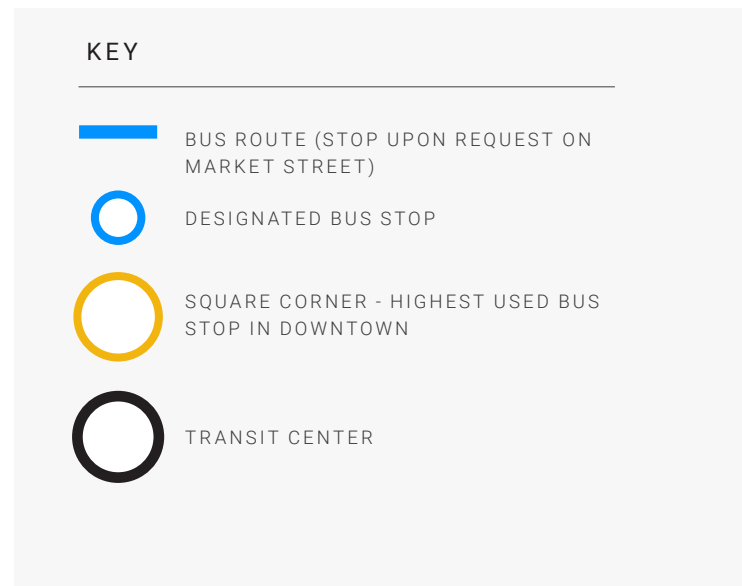 KEY
BUS ROUTE (STOP UPON REQUEST ON
MARKET STREET)
DESIGNATED BUS STOP
SQUARE CORNER - HIGHEST USED BUS
STOP IN DOWNTOWN
TRANSIT CENTER